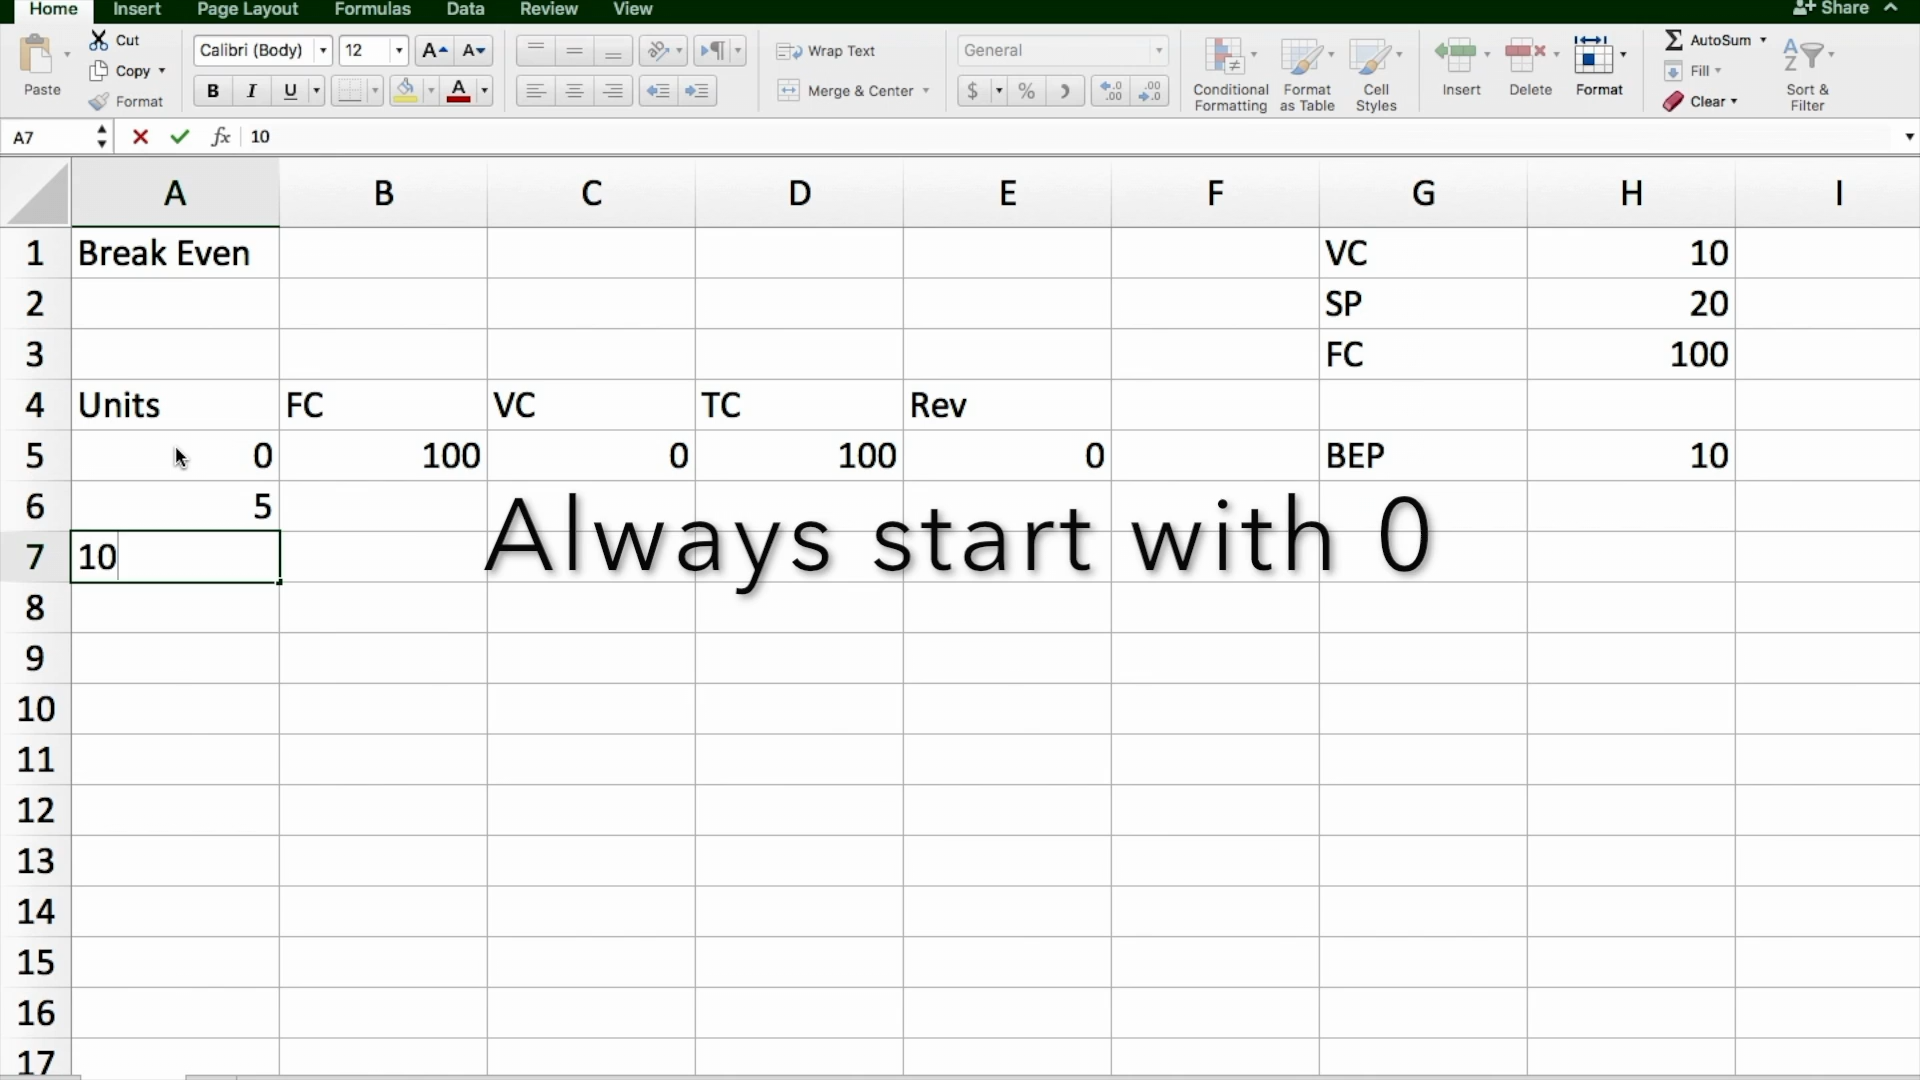 Home Insert Page Layout Formulas Data Review View Share
Cut Calibri (Body) 12 A A Wrap Text General AutoSum
Copy Fill
Paste Format B I U A Merge & Center $ % Conditional Formatting Format as Table Cell Styles Insert Delete Format Clear Sort & Filter
A7 fx 10
A B C D E F G H I
1 Break Even VC 10
2 SP 20
3 FC 100
4 Units FC VC TC Rev
5 0 100 0 100 0 BEP 10
6 5
Always start with 0
7 10
8
9
10
11
12
13
14
15
16
17